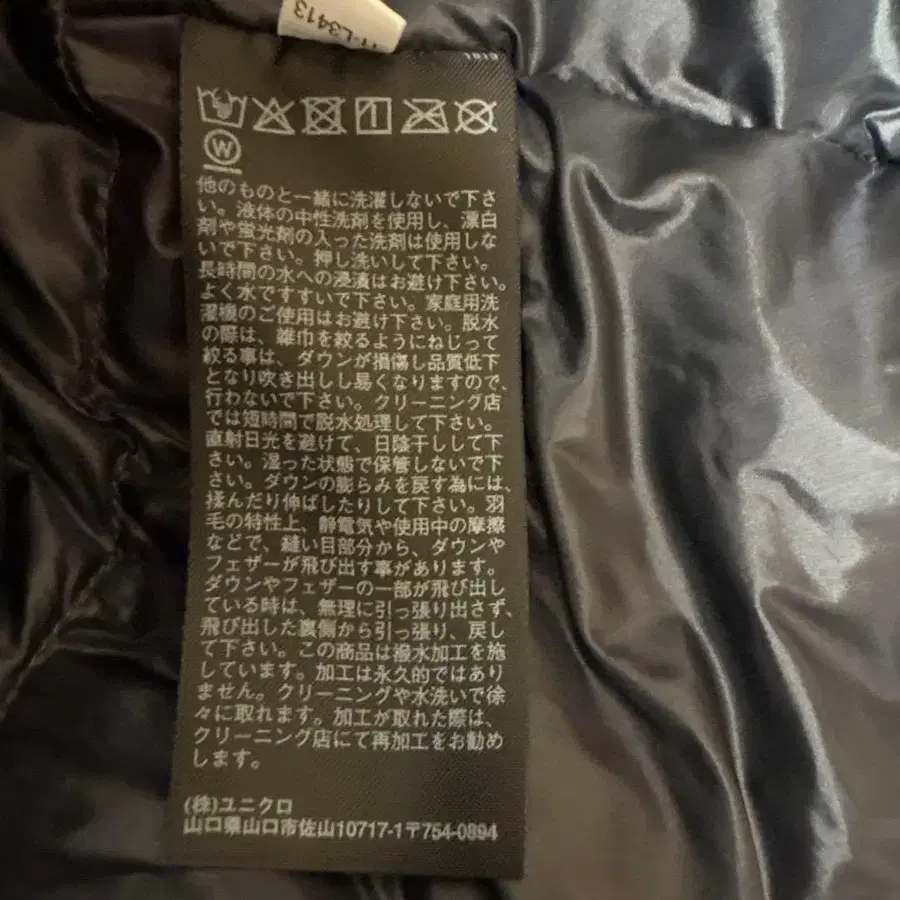 11-L3413
Ⓦ
他のものと一緒に洗濯しないで下さ
い。液体の中性洗剤を使用し、漂白
剤や蛍光剤の入った洗剤は使用しな
いで下さい。押し洗いして下さい。
長時間の水への浸漬はお避け下さい。
よく水ですすいで下さい。家庭用洗
濯機のご使用はお避け下さい。脱水
の際は、雑巾を絞るようにねじって
絞る事は、ダウンが損傷し品質低下
となり吹き出しし易くなりますので、
行わないで下さい。クリーニング店
では短時間で脱水処理して下さい。
直射日光を避けて、日陰干しして下
さい。湿った状態で保管しないで下
さい。ダウンの膨らみを戻す為には、
揉んだり伸ばしたりして下さい。羽
毛の特性上、静電気や使用中の摩擦
などで、縫い目部分から、ダウンや
フェザーが飛び出す事があります。
ダウンやフェザーの一部が飛び出し
ている時は、無理に引っ張り出さず、
飛び出した裏側から引っ張り、戻し
て下さい。この商品は撥水加工を施
しています。加工は永久的ではあり
ません。クリーニングや水洗いで徐
々に取れます。加工が取れた際は、
クリーニング店にて再加工をお勧め
します。
(株)ユニクロ
山口県山口市佐山10717-1〒754-0894